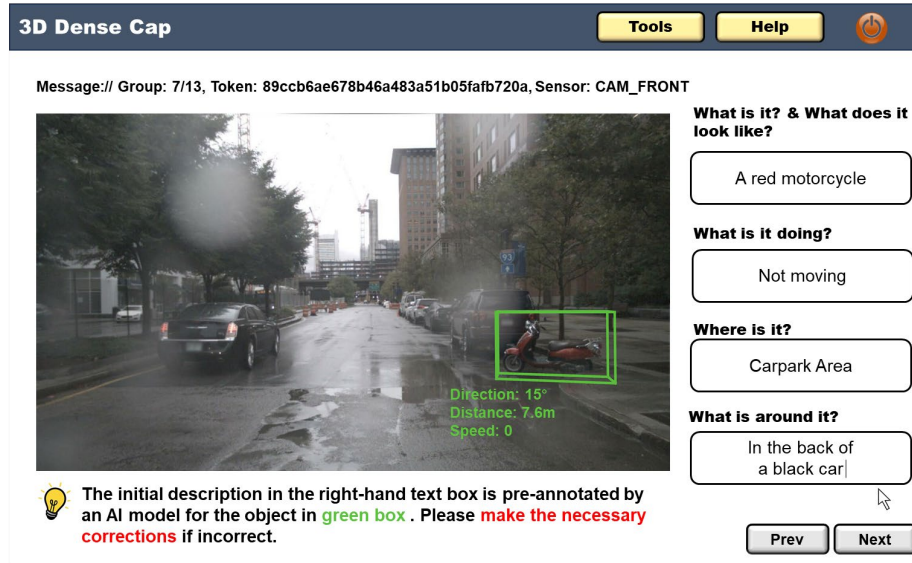 3D Dense Cap
Tools
Help
Message:// Group: 7/13, Token: 89ccb6ae678b46a483a51b05fafb720a, Sensor: CAM_FRONT
What is it? & What does it
look like?
A red motorcycle
What is it doing?
Not moving
Where is it?
Carpark Area
What is around it?
In the back of
a black car
93
Direction: 15°
Distance: 7.6m
Speed: 0
The initial description in the right-hand text box is pre-annotated by
an AI model for the object in green box . Please make the necessary
corrections if incorrect.
Prev
Next